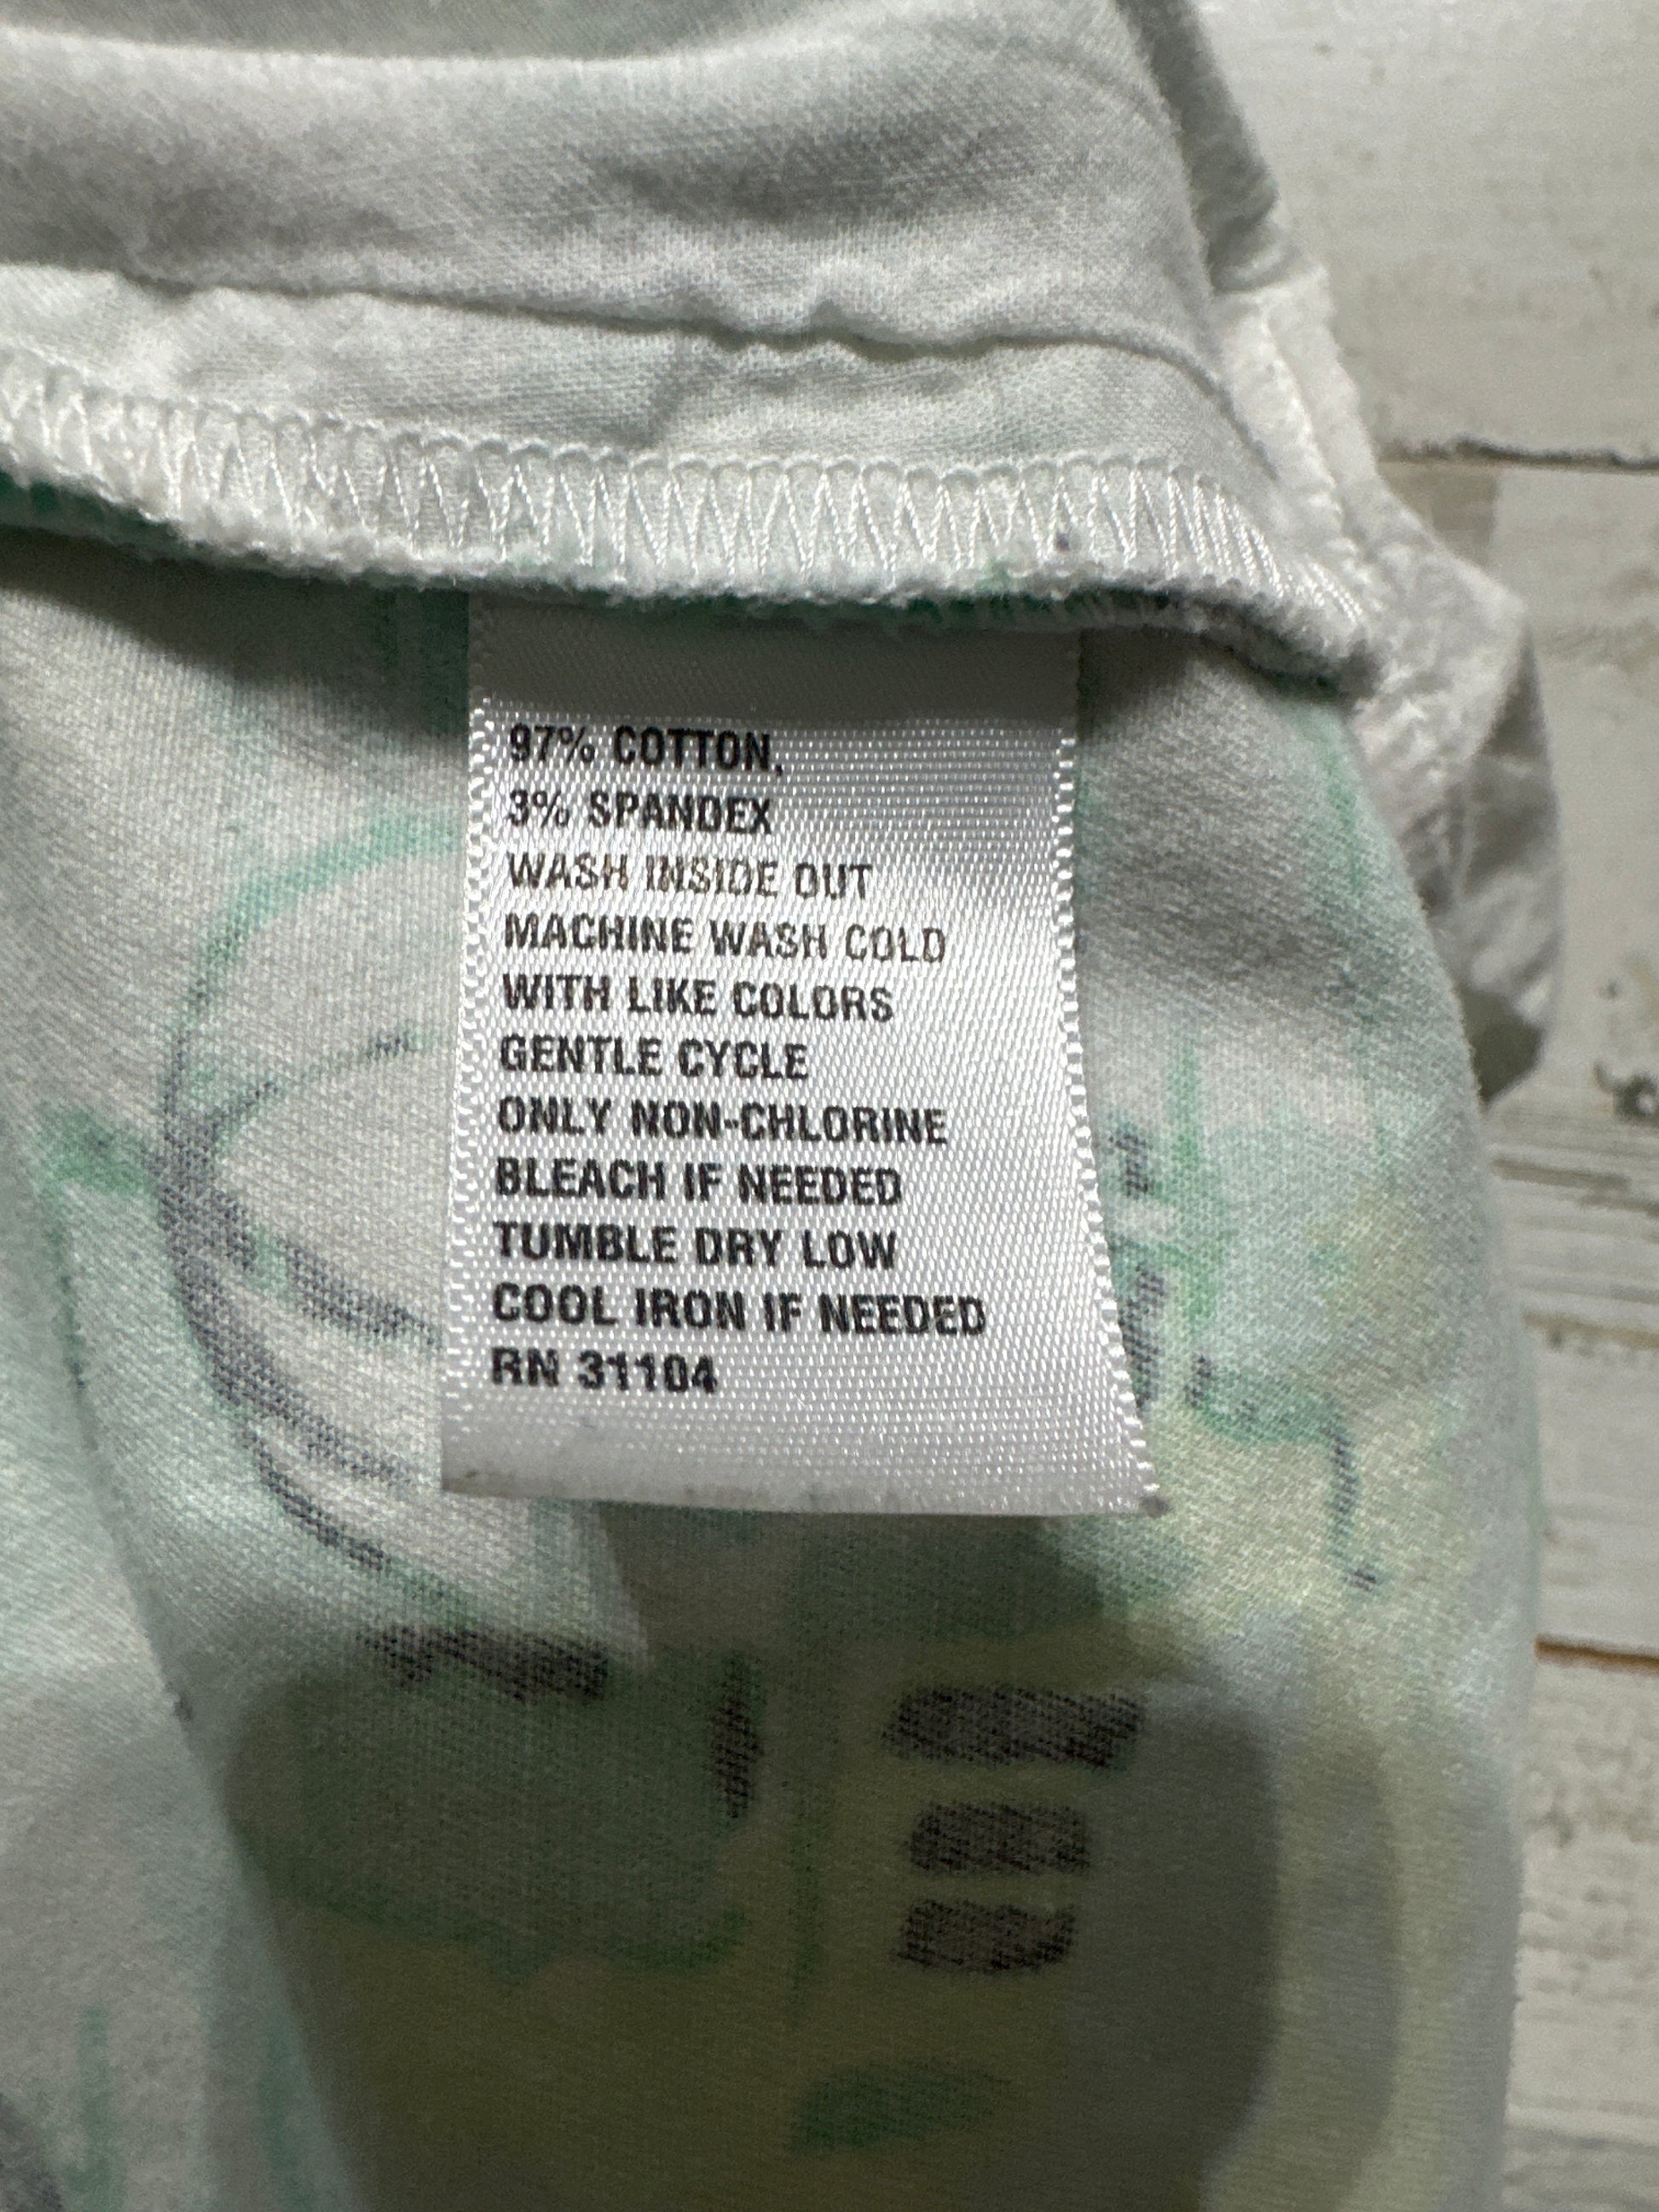 97% COTTON,
3% SPANDEX
WASH INSIDE OUT
MACHINE WASH COLD
WITH LIKE COLORS
GENTLE CYCLE
ONLY NON-CHLORINE
BLEACH IF NEEDED
TUMBLE DRY LOW
COOL IRON IF NEEDED
RN 31104